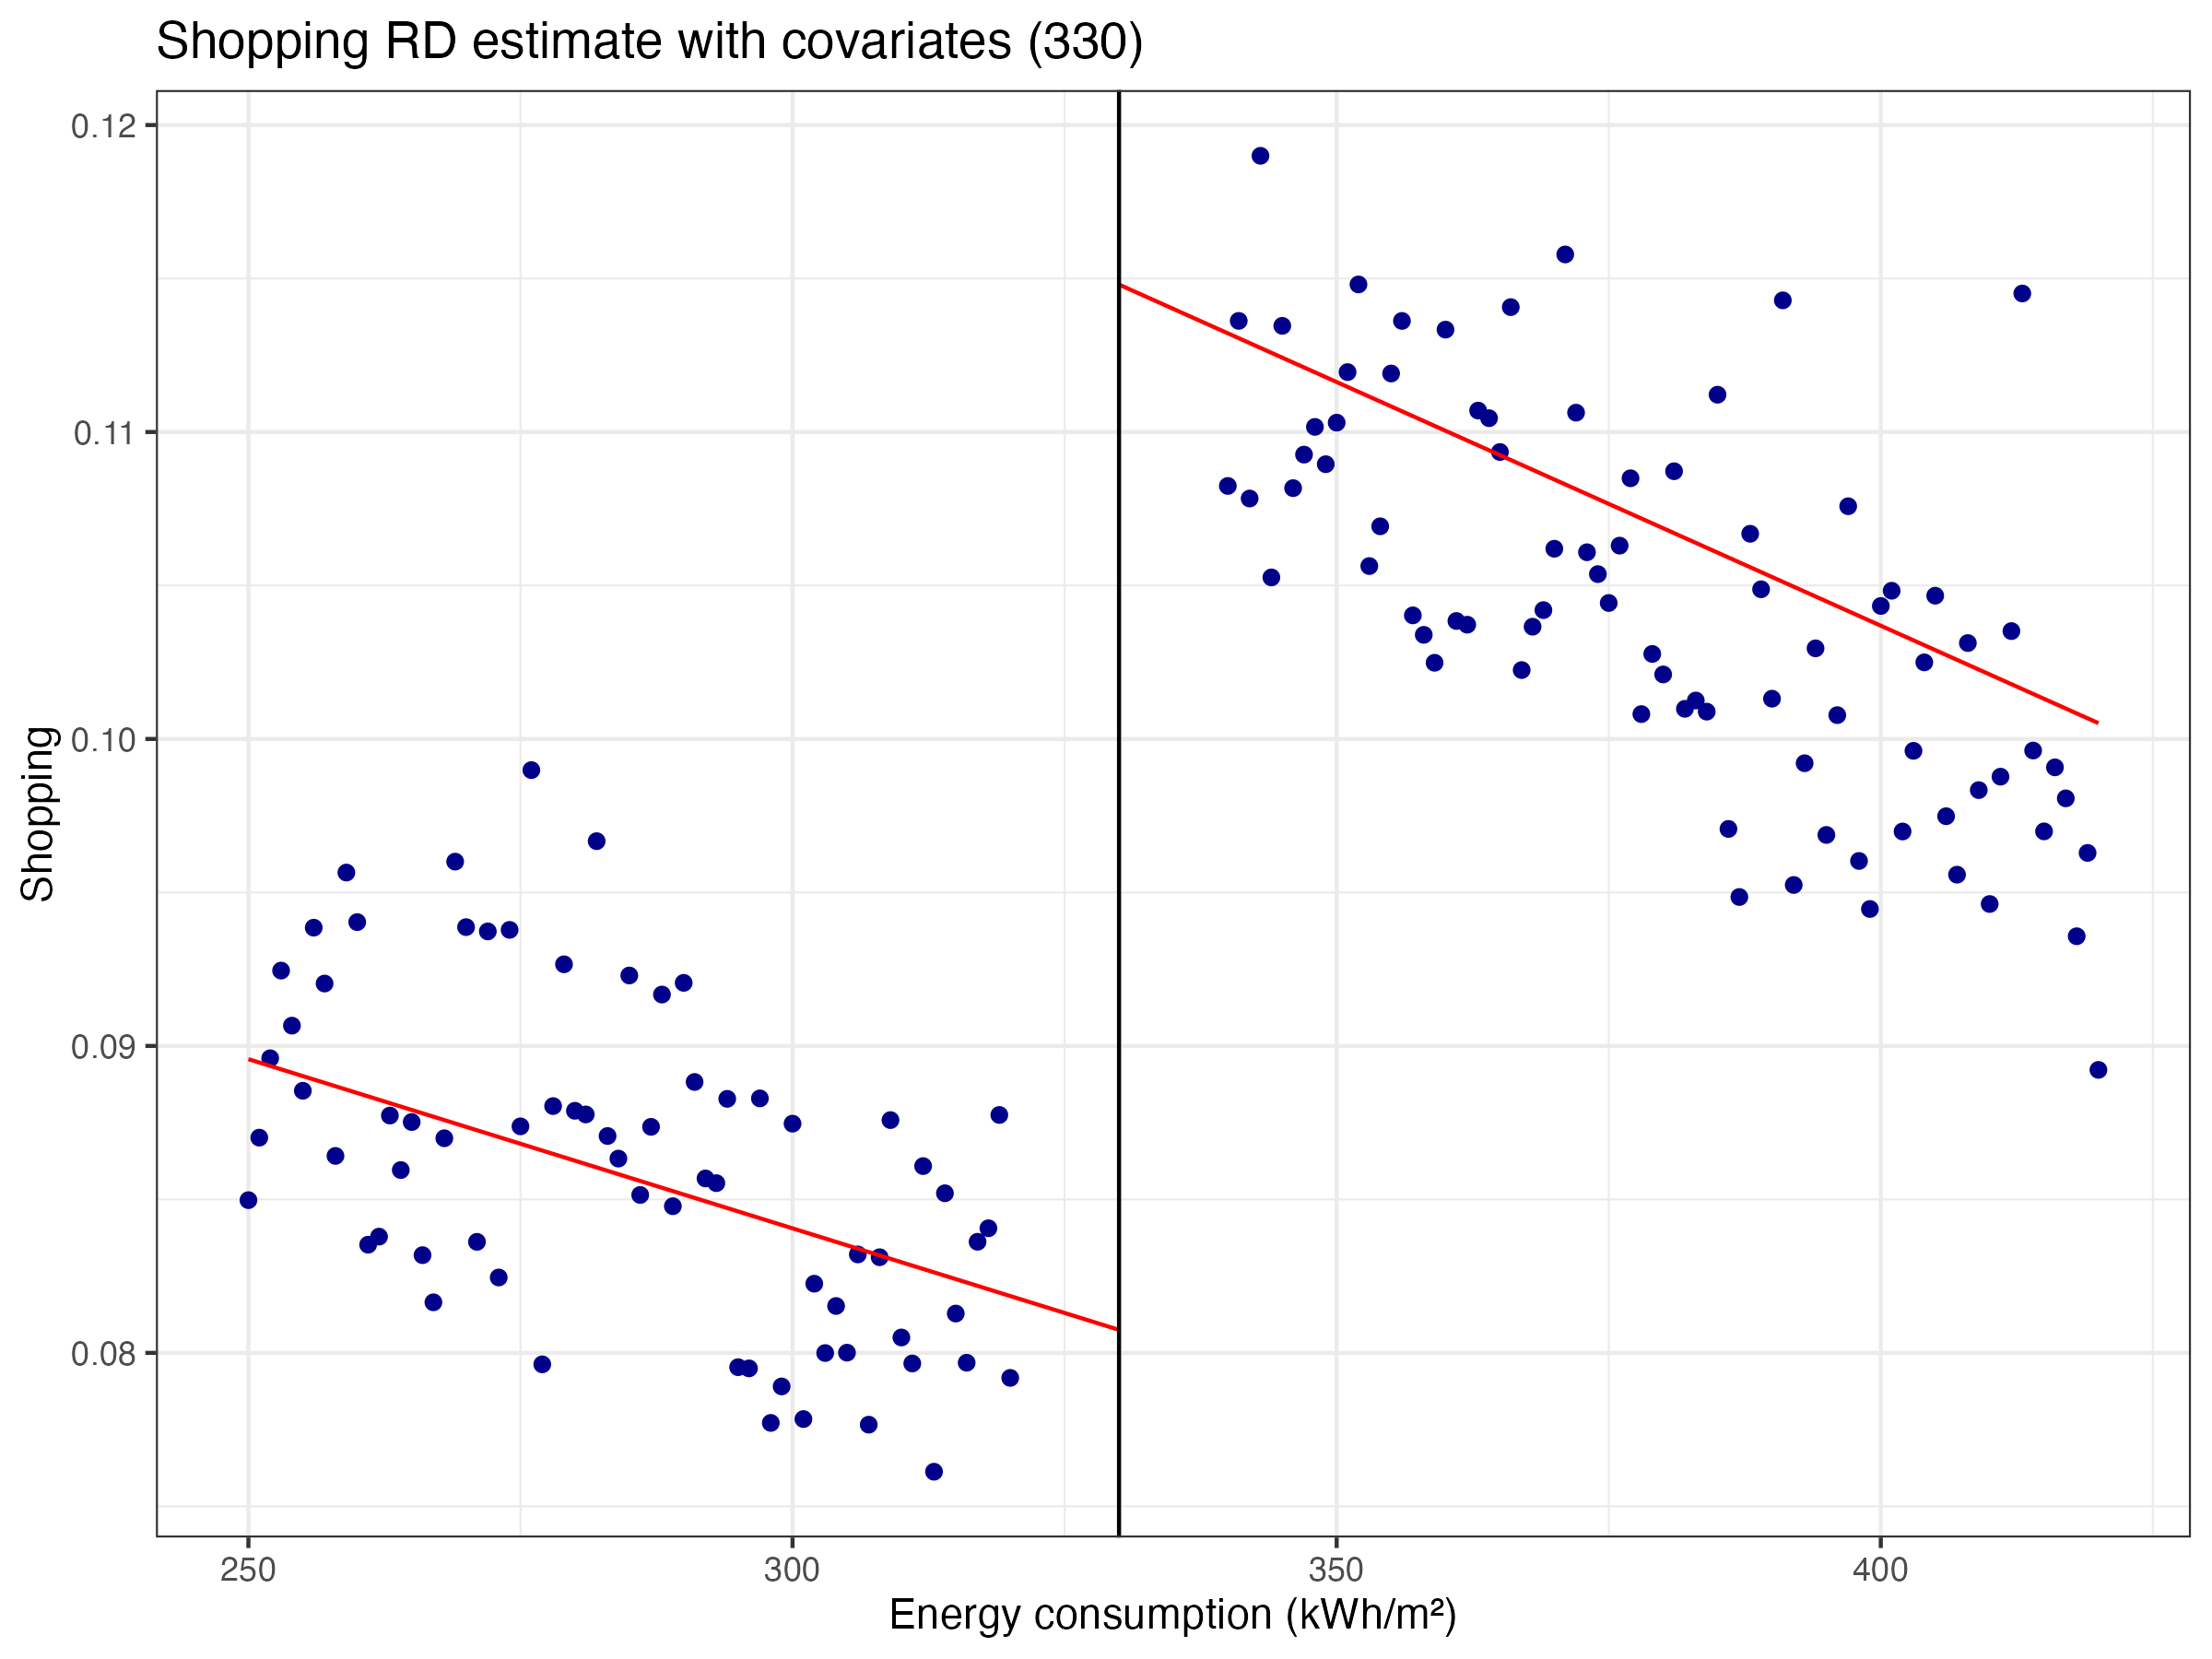 Shopping RD estimate with covariates (330)
0.12
0.11
0.10
0.09
0.08
Shopping
250 300 350 400
Energy consumption (kWh/m²)